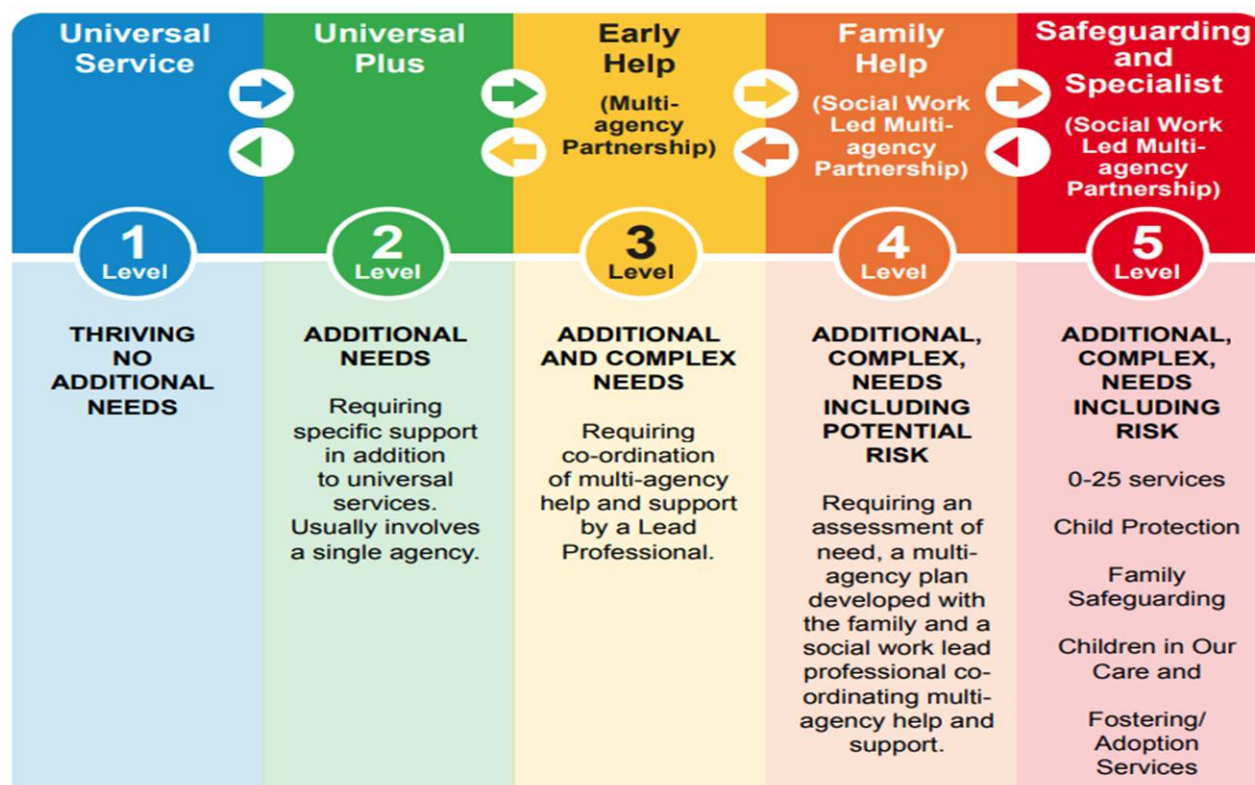 Universal
Service
1
Level
THRIVING
NO
ADDITIONAL
NEEDS
Universal
Plus
2
Level
ADDITIONAL
NEEDS
Requiring
specific support
in addition
to universal
services.
Usually involves
a single agency.
Early
Help
(Multi-
agency
Partnership)
3
Level
ADDITIONAL
AND COMPLEX
NEEDS
Requiring
co-ordination
of multi-agency
help and support
by a Lead
Professional.
Family
Help
(Social Work
Led Multi-
agency
Partnership)
4
Level
ADDITIONAL,
COMPLEX,
NEEDS
INCLUDING
POTENTIAL
RISK
Requiring an
assessment of
need, a multi-
agency plan
developed with
the family and a
social work lead
professional co-
ordinating multi-
agency help and
support.
Safeguarding
and
Specialist
(Social Work
Led Multi-
agency
Partnership)
5
Level
ADDITIONAL,
COMPLEX,
NEEDS
INCLUDING
RISK
0-25 services
Child Protection
Family
Safeguarding
Children in Our
Care and
Fostering/
Adoption
Services